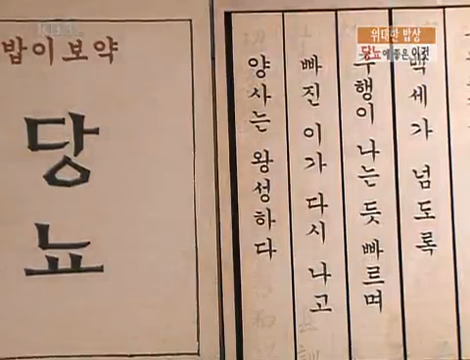 위대한 밥상
당뇨에 좋은 이것
밥이 보약
당뇨
백세가 넘도록
나는 듯 빠르며
빠진 이가 다시 나고
양사는 왕성하다